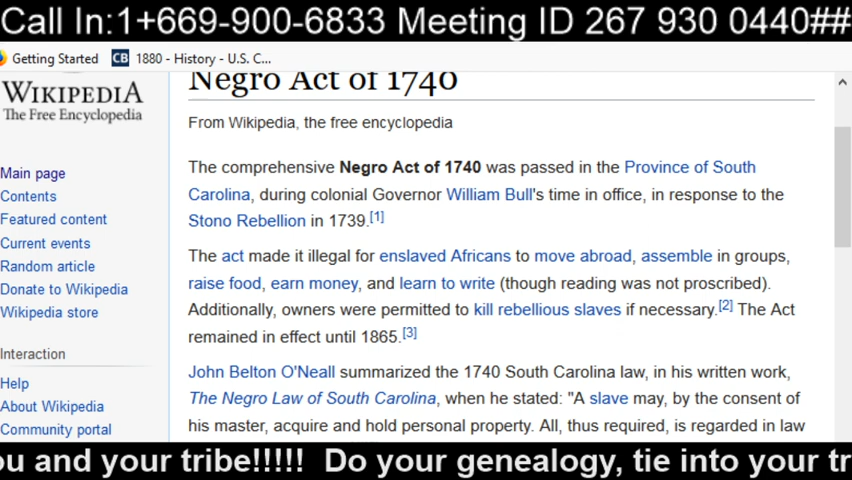 Call In:1+669-900-6833 Meeting ID 267 930 0440##
Getting Started CB 1880 - History - U.S. C...
Negro Act of 1740
WIKIPEDIA
The Free Encyclopedia
From Wikipedia, the free encyclopedia
Main page
Contents
Featured content
Current events
Random article
Donate to Wikipedia
Wikipedia store
Interaction
Help
About Wikipedia
Community portal
The comprehensive Negro Act of 1740 was passed in the Province of South
Carolina, during colonial Governor William Bull's time in office, in response to the
Stono Rebellion in 1739.[1]
The act made it illegal for enslaved Africans to move abroad, assemble in groups,
raise food, earn money, and learn to write (though reading was not proscribed).
Additionally, owners were permitted to kill rebellious slaves if necessary.[2] The Act
remained in effect until 1865.[3]
John Belton O'Neall summarized the 1740 South Carolina law, in his written work,
The Negro Law of South Carolina, when he stated: "A slave may, by the consent of
his master, acquire and hold personal property. All, thus required, is regarded in law
ou and your tribe!!!!! Do your genealogy, tie into your tr